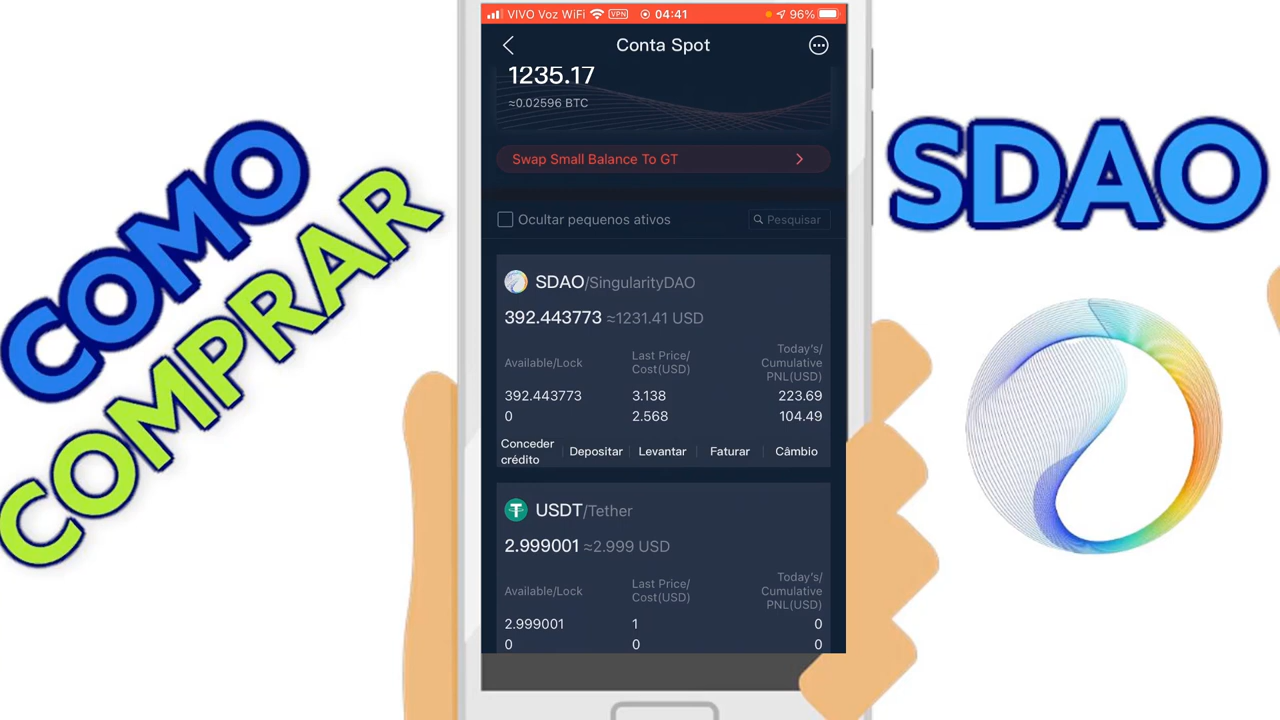 COMO
COMPRAR
SDAO
VIVO Voz WiFi VPN 04:41 96%
Conta Spot
1235.17
≈0.02596 BTC
Swap Small Balance To GT
Ocultar pequenos ativos Pesquisar
SDAO/SingularityDAO
392.443773 ≈1231.41 USD
Available/Lock Last Price/Cost(USD) Today's/Cumulative PNL(USD)
392.443773 3.138 223.69
0 2.568 104.49
Conceder crédito Depositar Levantar Faturar Câmbio
USDT/Tether
2.999001 ≈2.999 USD
Available/Lock Last Price/Cost(USD) Today's/Cumulative PNL(USD)
2.999001 1 0
0 0 0